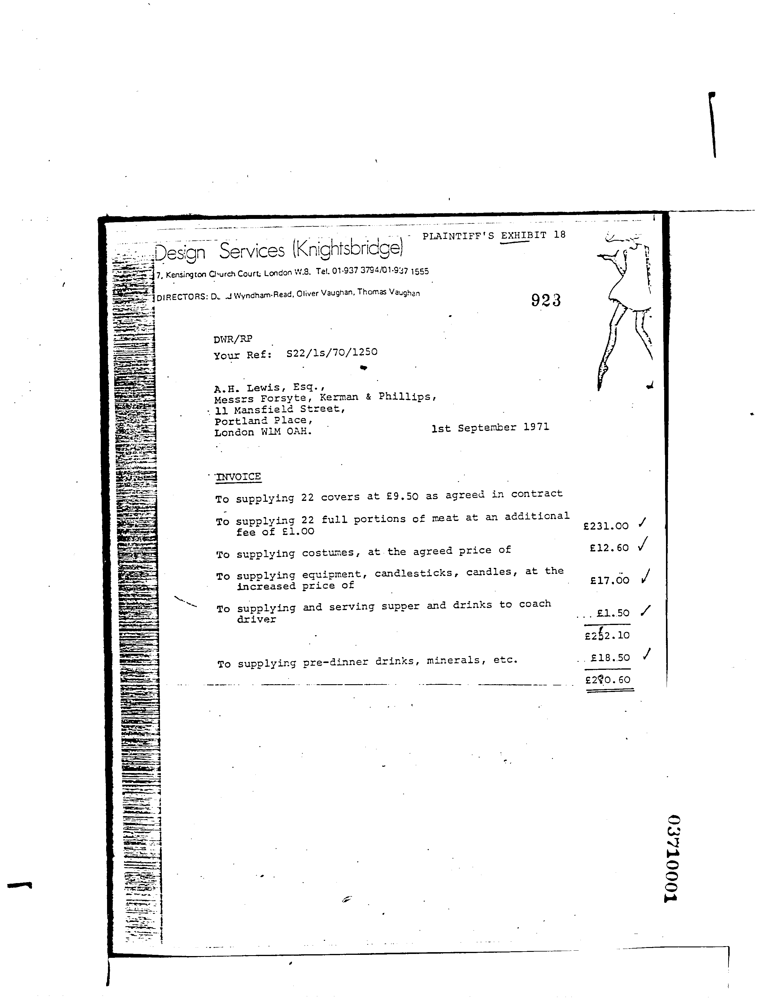 PLAINTIFF'S EXHIBIT 18
Design Services (Knightsbridge)
7, Kensington Church Court, London W.8. Tel. 01-937 3794/01-937 1555
DIRECTORS: Wyndham-Read, Oliver Vaughan, Thomas Vaughan
923
DWR/RP
Your Ref: S22/1s/70/1250
A.H. Lewis, Esq.,
Messrs Forsyte, Kerman & Phillips,
11 Mansfield Street,
Portland Place,
London W1M OAH.
1st September 1971
INVOICE
To supplying 22 covers at £9.50 as agreed in contract
To supplying 22 full portions of meat at an additional
fee of £1.00 £231.00 ✓
To supplying costumes, at the agreed price of £12.60 ✓
To supplying equipment, candlesticks, candles, at the
increased price of £17.00 ✓
To supplying and serving supper and drinks to coach
driver ... £1.50 ✓
£262.10
To supplying pre-dinner drinks, minerals, etc. .. £18.50 ✓
£280.60
03710001